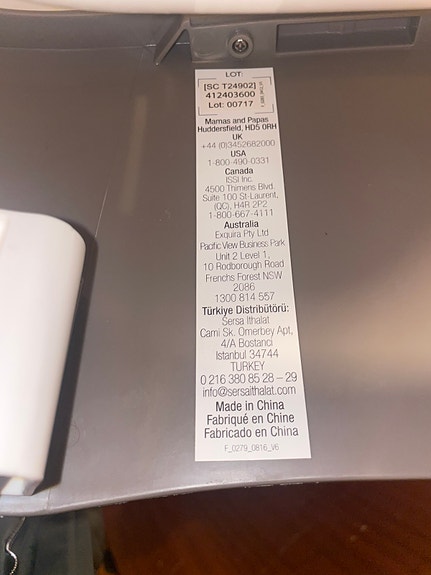 LOT:
[SC T24902]
412403600
Lot: 00717
Mamas and Papas
Huddersfield, HD5 0RH
UK
+44 (0)3452682000
USA
1-800-490-0331
Canada
ISSI Inc.
4500 Thimens Blvd.
Suite 100 St-Laurent,
(QC), H4R 2P2
1-800-667-4111
Australia
Exquira Pty Ltd
Pacific View Business Park
Unit 2 Level 1,
10 Rodborough Road
Frenchs Forest NSW
2086
1300 814 557
Türkiye Distribütörü:
Sersa Ithalat
Cami Sk. Omerbey Apt,
4/A Bostanci
Istanbul 34744
TURKEY
0 216 380 85 28 – 29
info@sersaithalat.com
Made in China
Fabriqué en Chine
Fabricado en China
F_0279_0816_V6